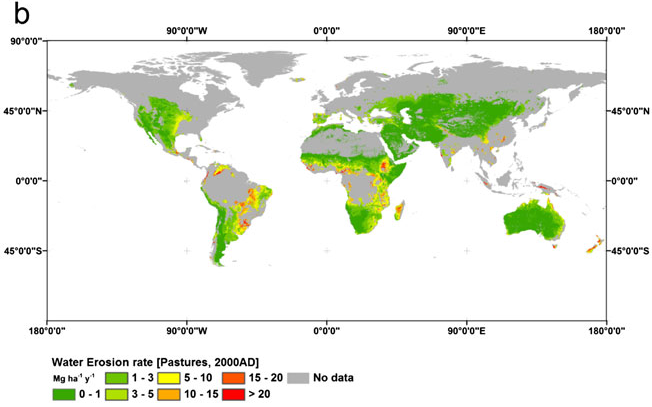 b
90°0'0"W 0°0'0" 90°0'0"E 180°0'0"
90°0'0"N 90°0'0"
45°0'0"N 45°0'0"N
0°0'0" 0°0'0"
45°0'0"S 45°0'0"S
180°0'0" 90°0'0"W 0°0'0" 90°0'0"E 180°0'0"
Water Erosion rate [Pastures, 2000AD]
Mg ha⁻¹ y⁻¹ 1 - 3 5 - 10 15 - 20 No data
0 - 1 3 - 5 10 - 15 > 20